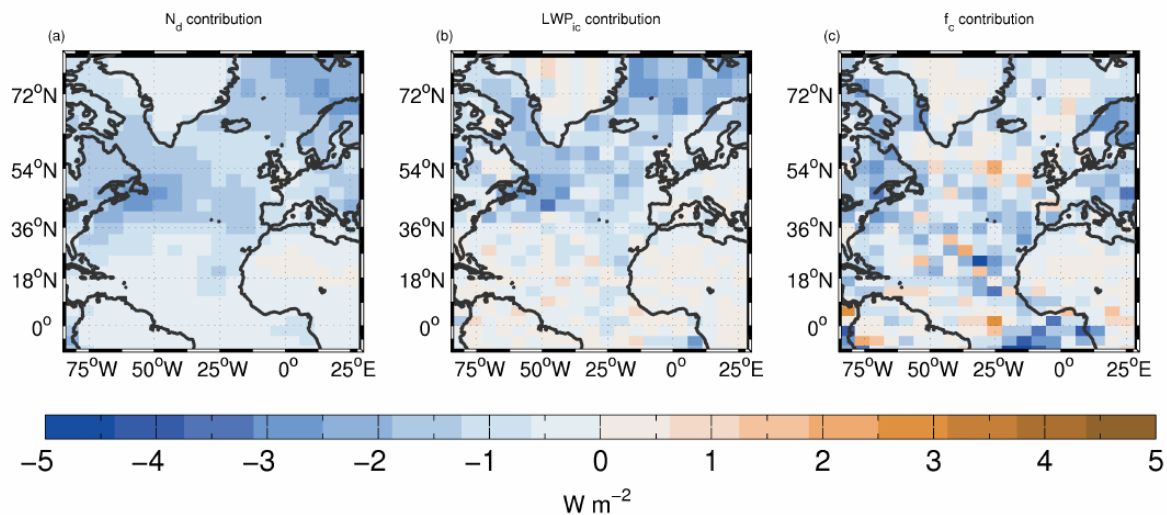 N_d contribution
LWP_ic contribution
f_c contribution
(a)
(b)
(c)
72°N
54°N
36°N
18°N
0°
75°W 50°W 25°W 0° 25°E
72°N
54°N
36°N
18°N
0°
75°W 50°W 25°W 0° 25°E
72°N
54°N
36°N
18°N
0°
75°W 50°W 25°W 0° 25°E
−5 −4 −3 −2 −1 0 1 2 3 4 5
W m⁻²